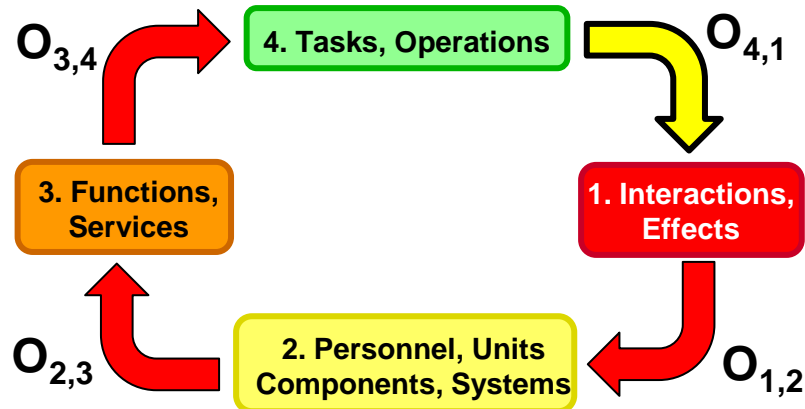 O3,4
4. Tasks, Operations
O4,1
3. Functions,
Services
1. Interactions,
Effects
O2,3
2. Personnel, Units
Components, Systems
O1,2